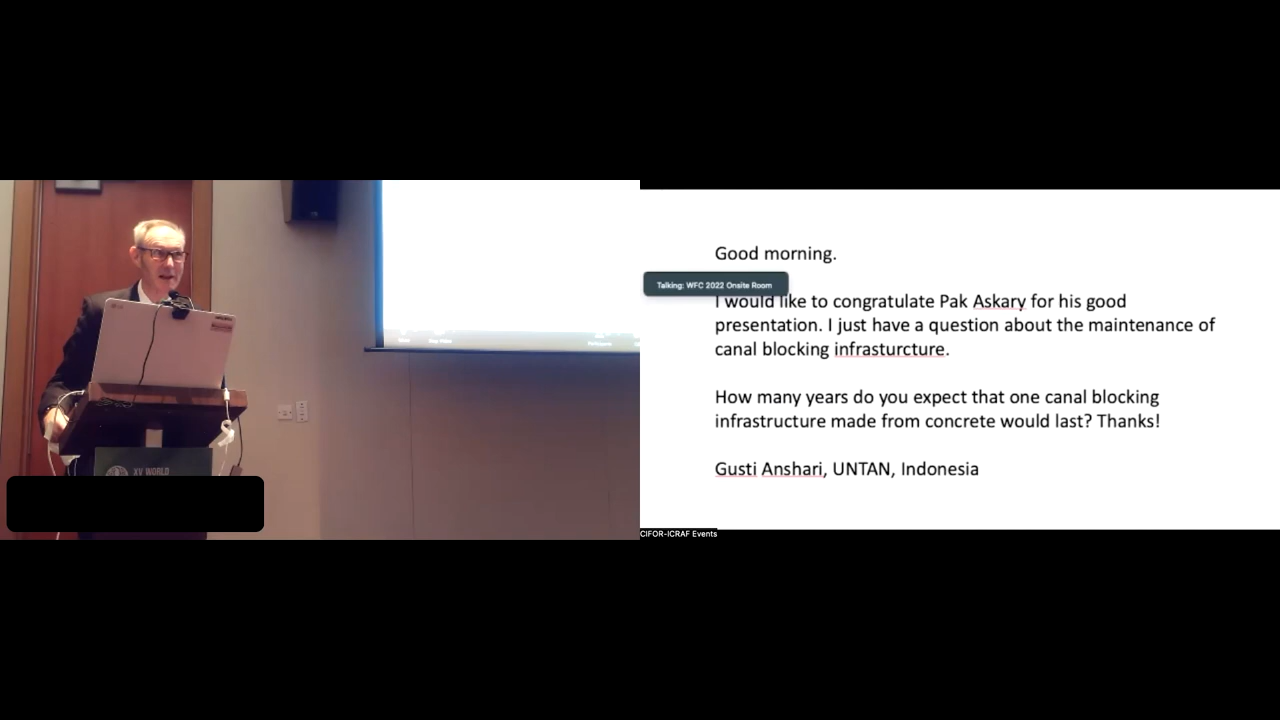 XV WORLD
Good morning.
Talking: WFC 2022 Onsite Room
I would like to congratulate Pak Askary for his good
presentation. I just have a question about the maintenance of
canal blocking infrasturcture.
How many years do you expect that one canal blocking
infrastructure made from concrete would last? Thanks!
Gusti Anshari, UNTAN, Indonesia
CIFOR-ICRAF Events